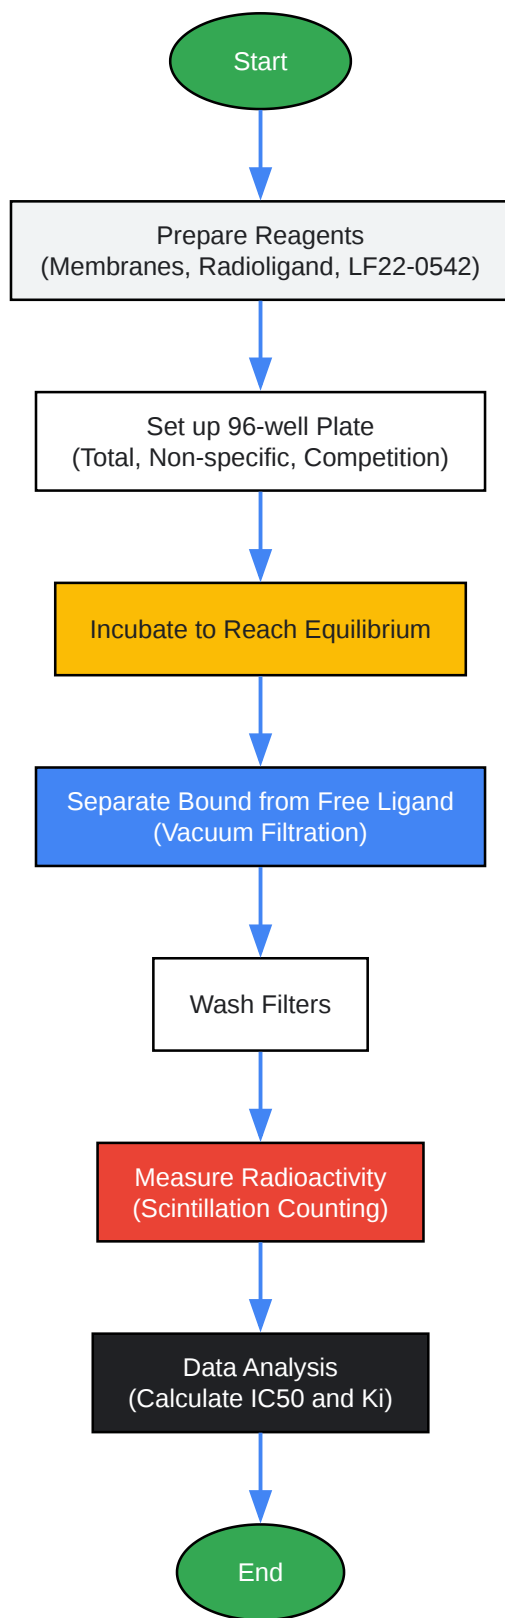 Start
Prepare Reagents
(Membranes, Radioligand, LF22-0542)
Set up 96-well Plate
(Total, Non-specific, Competition)
Incubate to Reach Equilibrium
Separate Bound from Free Ligand
(Vacuum Filtration)
Wash Filters
Measure Radioactivity
(Scintillation Counting)
Data Analysis
(Calculate IC50 and Ki)
End